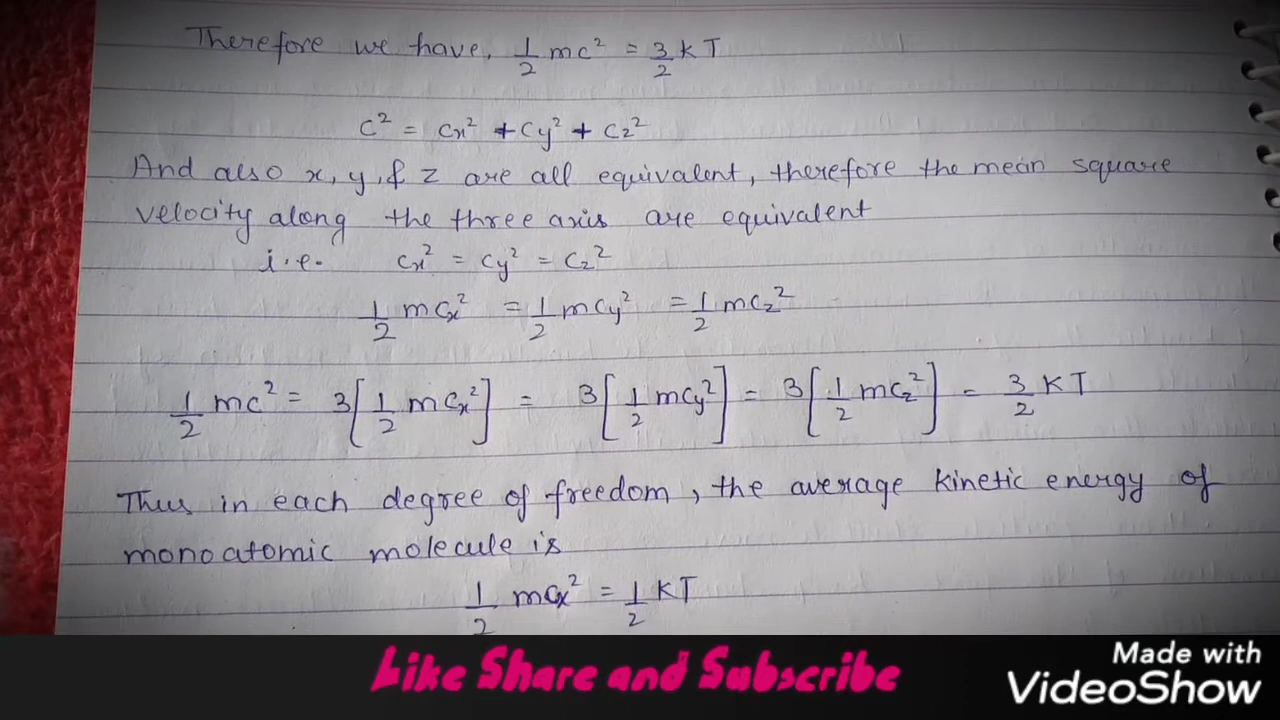 Therefore we have, 1/2 mc² = 3/2 KT
c² = cx² + cy² + cz²
And also x, y, & z are all equivalent, therefore the mean square
velocity along the three axis are equivalent
i.e. cx² = cy² = cz²
1/2 mcx² = 1/2 mcy² = 1/2 mcz²
1/2 mc² = 3[1/2 mcx²] = 3[1/2 mcy²] = 3[1/2 mcz²] = 3/2 KT
Thus in each degree of freedom, the average kinetic energy of
monoatomic molecule is
1/2 mcx² = 1/2 KT
Like Share and Subscribe
Made with
VideoShow